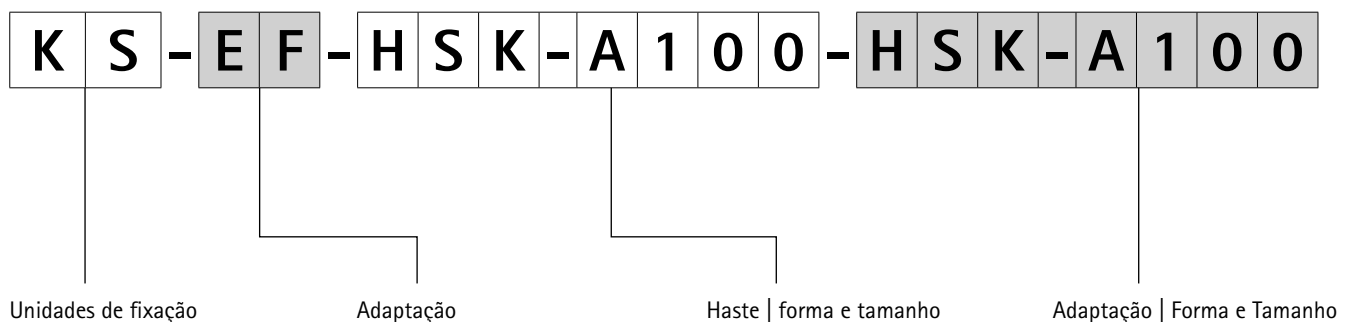 KS-EF-HSK-A100-HSK-A100
Unidades de fixação
Adaptação
Haste | forma e tamanho
Adaptação | Forma e Tamanho